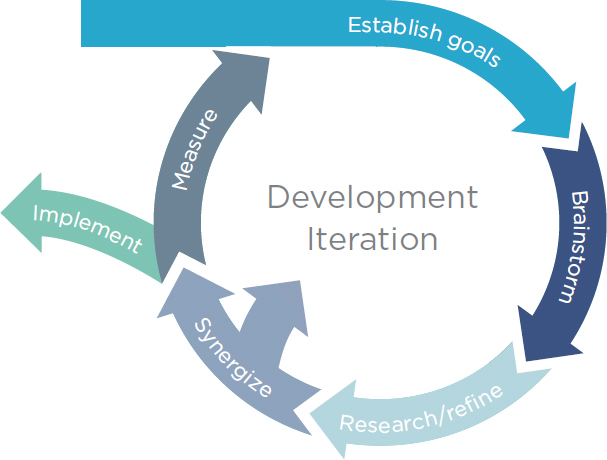 Establish goals
Brainstorm
Research/refine
Synergize
Implement
Measure
Development
Iteration